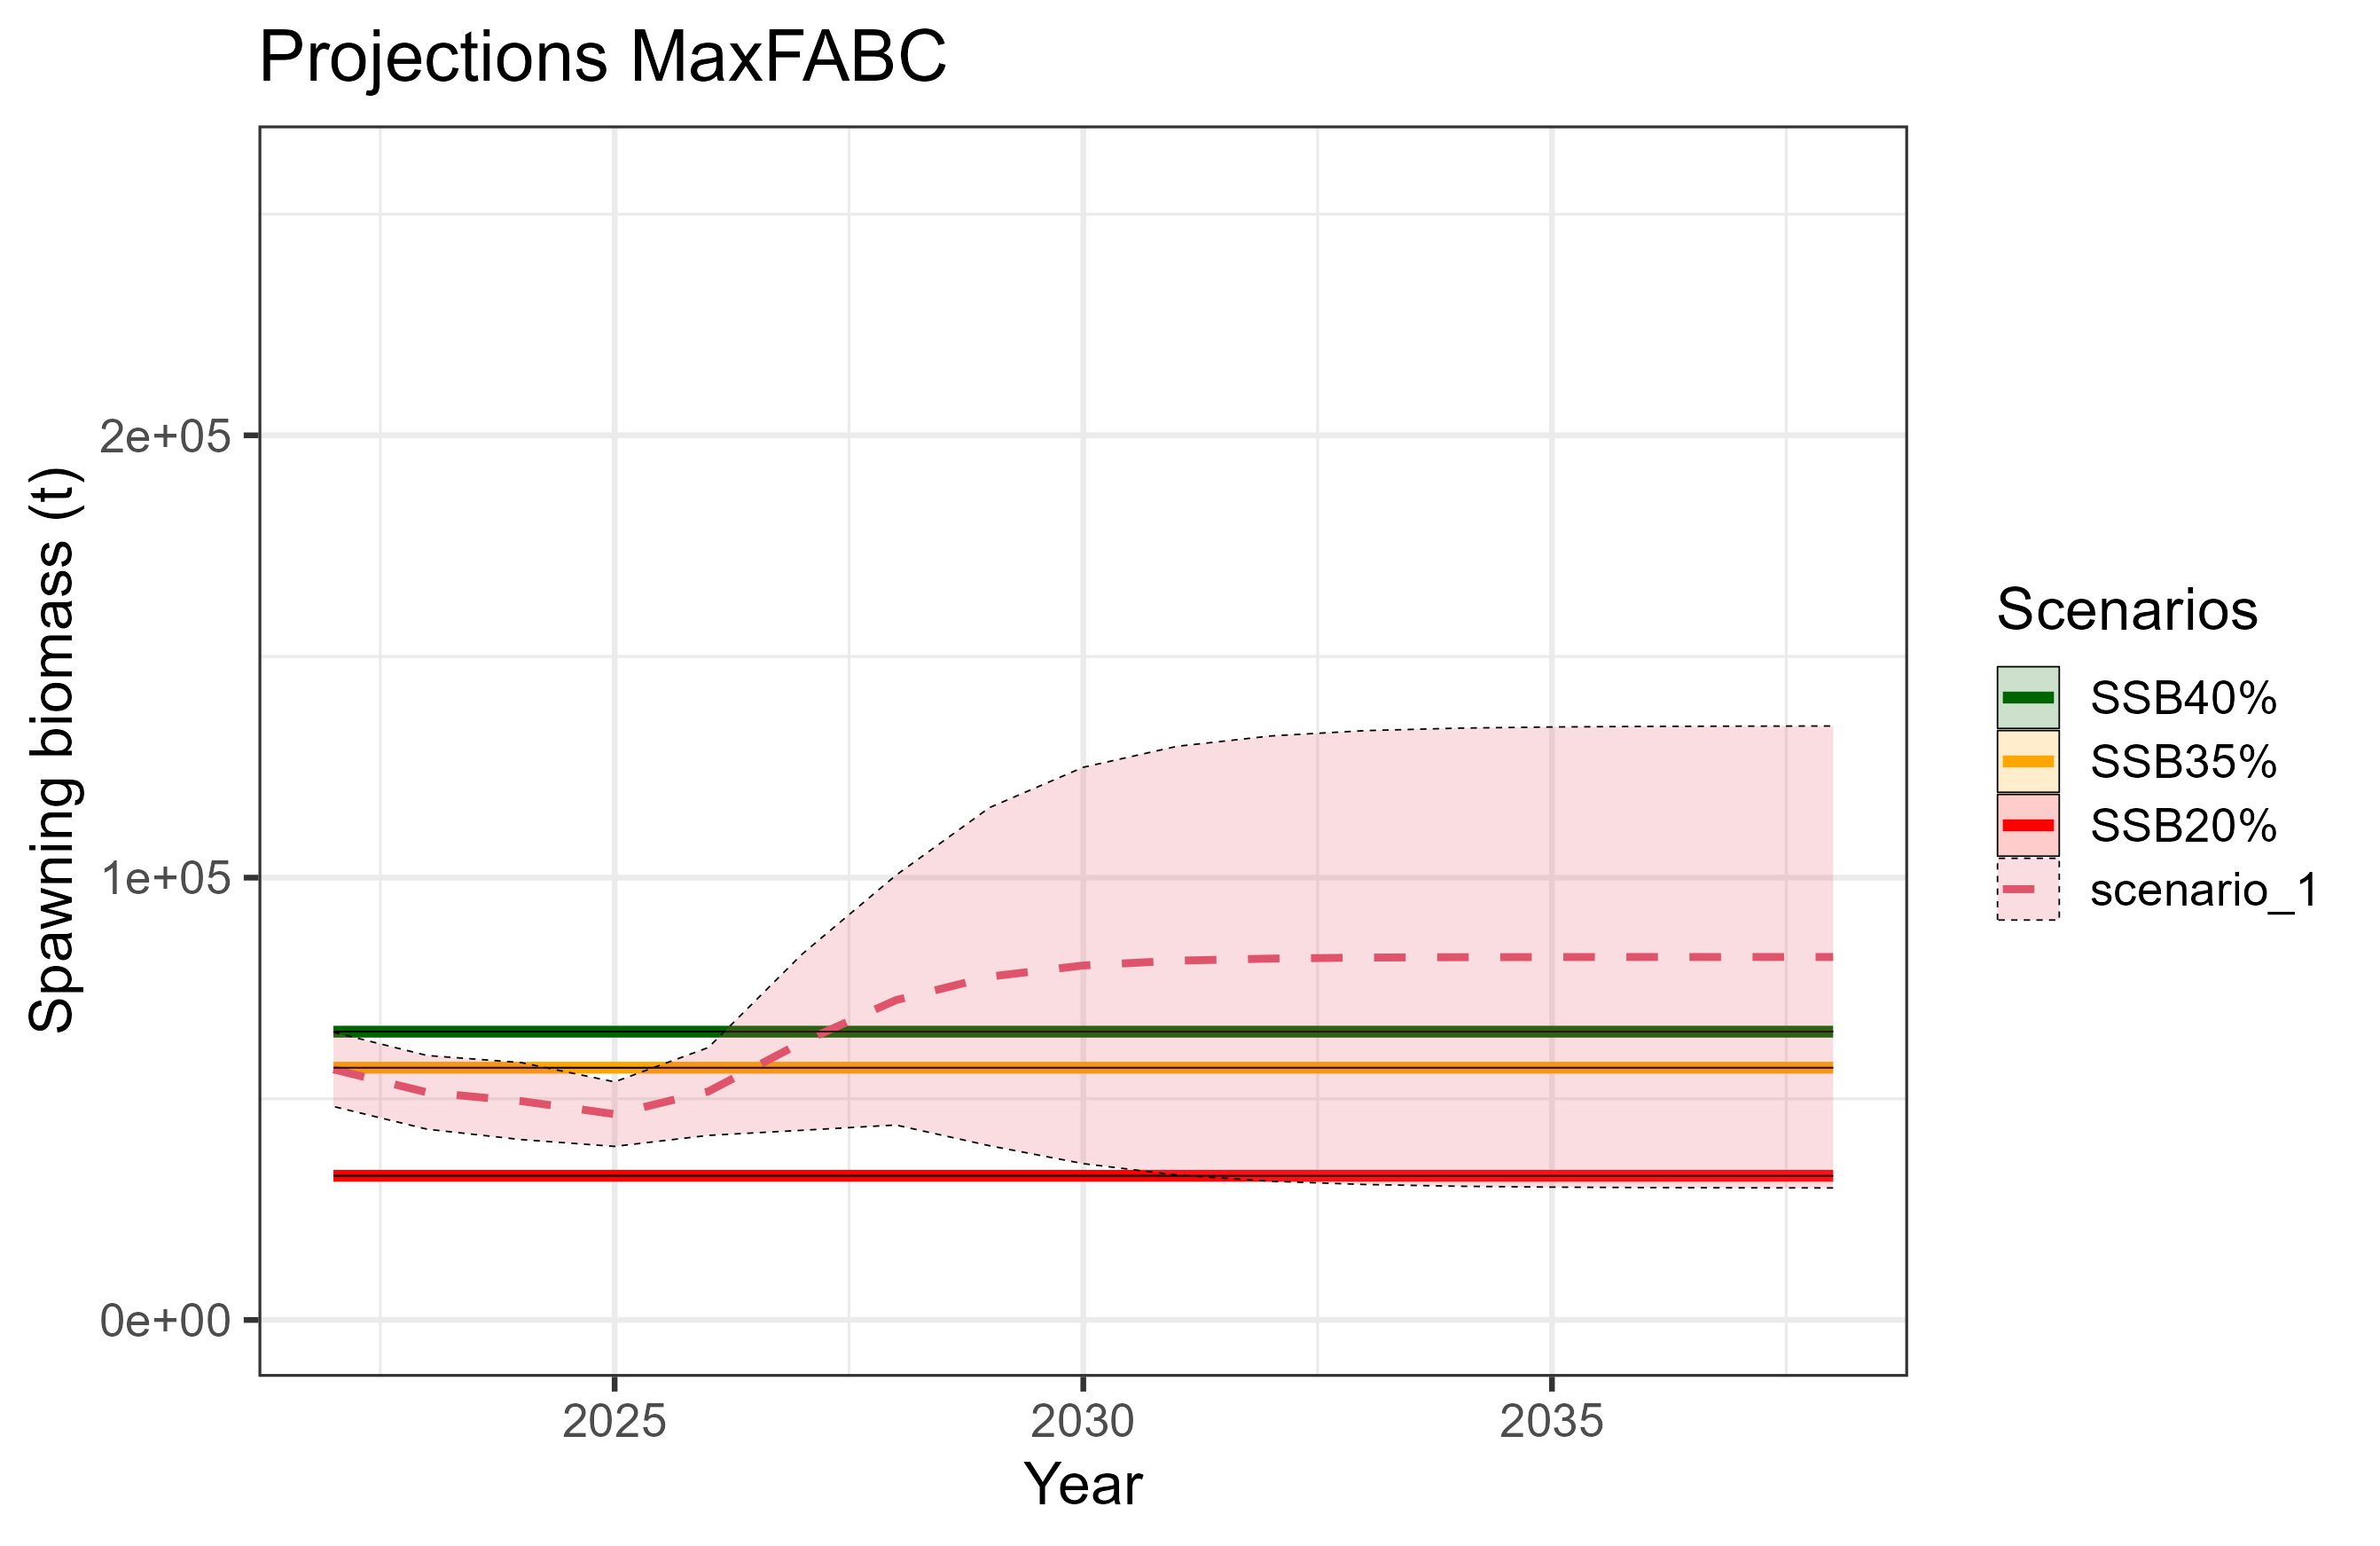 Projections MaxFABC
Spawning biomass (t)
2e+05
1e+05
0e+00
2025
2030
2035
Year
Scenarios
SSB40%
SSB35%
SSB20%
scenario_1